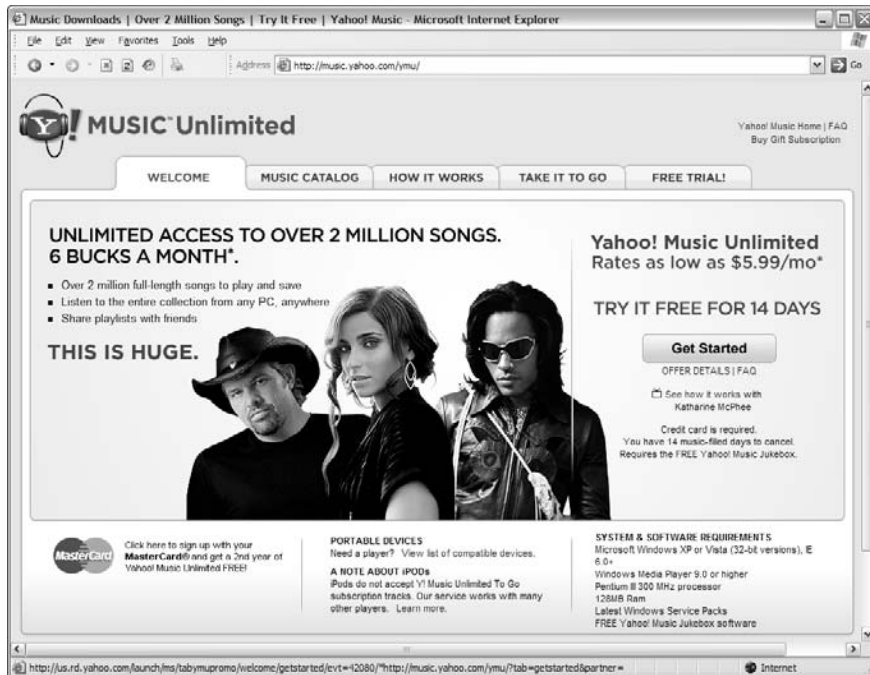 Music Downloads | Over 2 Million Songs | Try It Free | Yahoo! Music - Microsoft Internet Explorer
File Edit View Favorites Tools Help
Address http://music.yahoo.com/ymu/ Go
Y! MUSIC™ Unlimited
Yahoo! Music Home | FAQ
Buy Gift Subscription
WELCOME MUSIC CATALOG HOW IT WORKS TAKE IT TO GO FREE TRIAL!
UNLIMITED ACCESS TO OVER 2 MILLION SONGS.
6 BUCKS A MONTH*.
Over 2 million full-length songs to play and save
Listen to the entire collection from any PC, anywhere
Share playlists with friends
THIS IS HUGE.
Yahoo! Music Unlimited
Rates as low as $5.99/mo*
TRY IT FREE FOR 14 DAYS
Get Started
OFFER DETAILS | FAQ
See how it works with
Katharine McPhee
Credit card is required.
You have 14 music-filled days to cancel.
Requires the FREE Yahoo! Music Jukebox.
MasterCard
Click here to sign up with your
MasterCard® and get a 2nd year of
Yahoo! Music Unlimited FREE!
PORTABLE DEVICES
Need a player? View list of compatible devices.
A NOTE ABOUT iPODs
iPods do not accept Y! Music Unlimited To Go
subscription tracks. Our service works with many
other players. Learn more.
SYSTEM & SOFTWARE REQUIREMENTS
Microsoft Windows XP or Vista (32-bit versions), IE
6.0+
Windows Media Player 9.0 or higher
Pentium II 300 MHz processor
128MB Ram
Latest Windows Service Packs
FREE Yahoo! Music Jukebox software
http://us.rd.yahoo.com/launch/ms/tabymupromo/welcome/getstarted/evt=42080/*http://music.yahoo.com/ymu/?tab=getstarted&partner= Internet